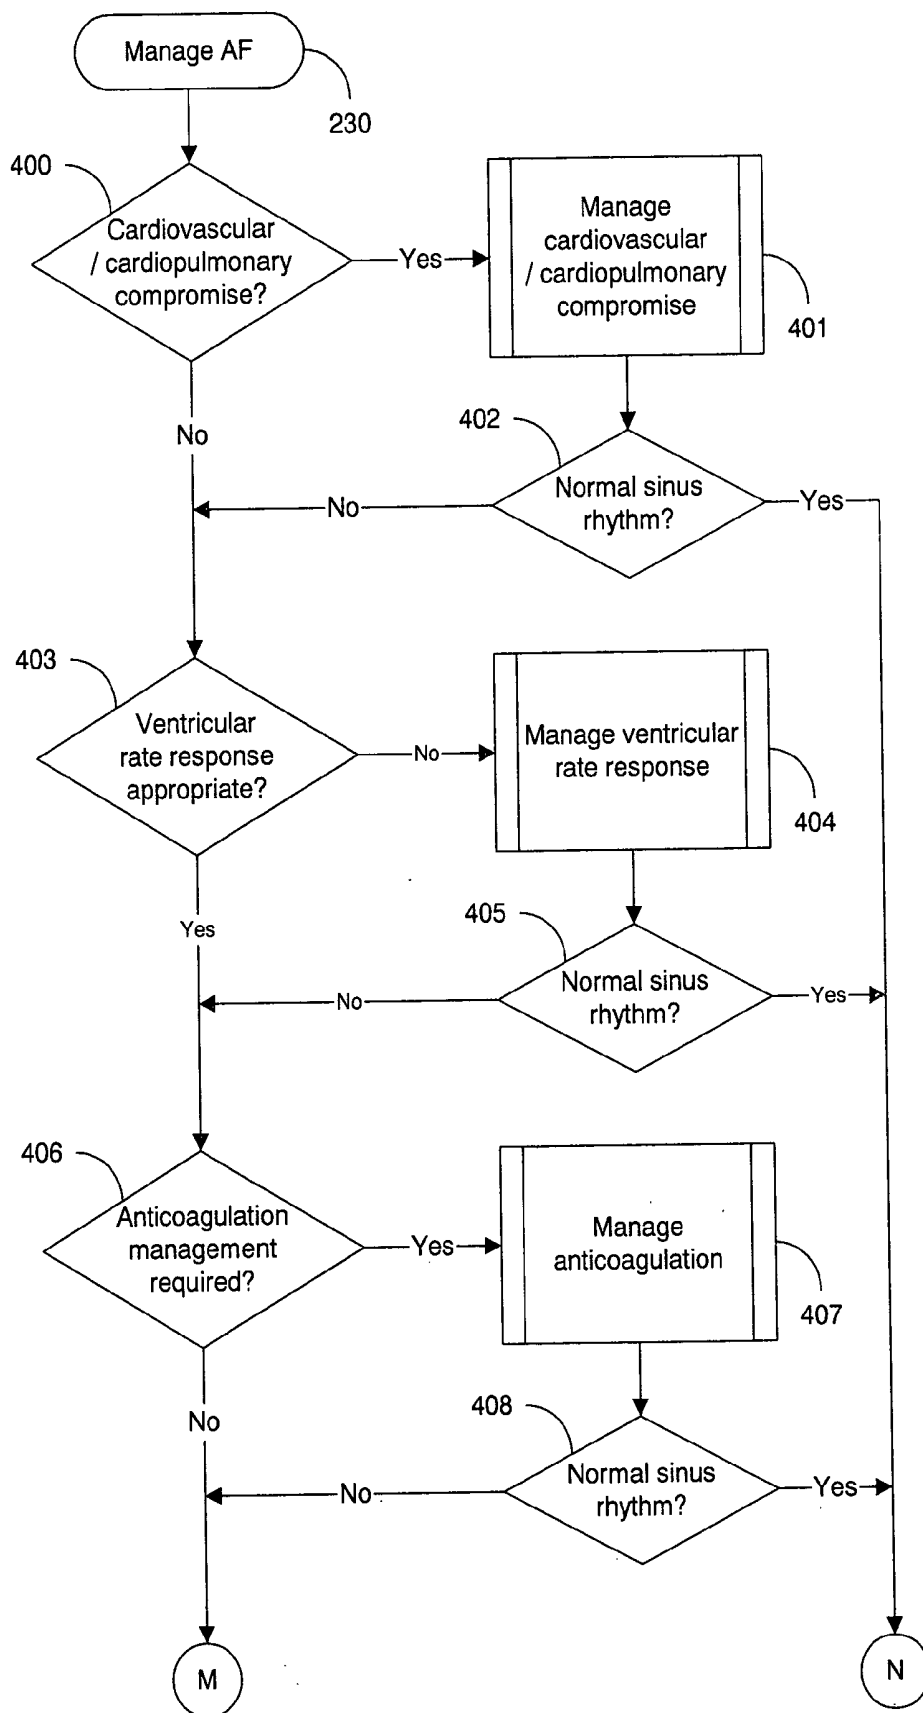 Manage AF
230
400
Cardiovascular
/ cardiopulmonary
compromise?
Yes
Manage
cardiovascular
/ cardiopulmonary
compromise
401
No
402
Normal sinus
rhythm?
No
Yes
403
Ventricular
rate response
appropriate?
No
Manage ventricular
rate response
404
Yes
405
Normal sinus
rhythm?
No
Yes
406
Anticoagulation
management
required?
Yes
Manage
anticoagulation
407
No
408
Normal sinus
rhythm?
No
Yes
M
N